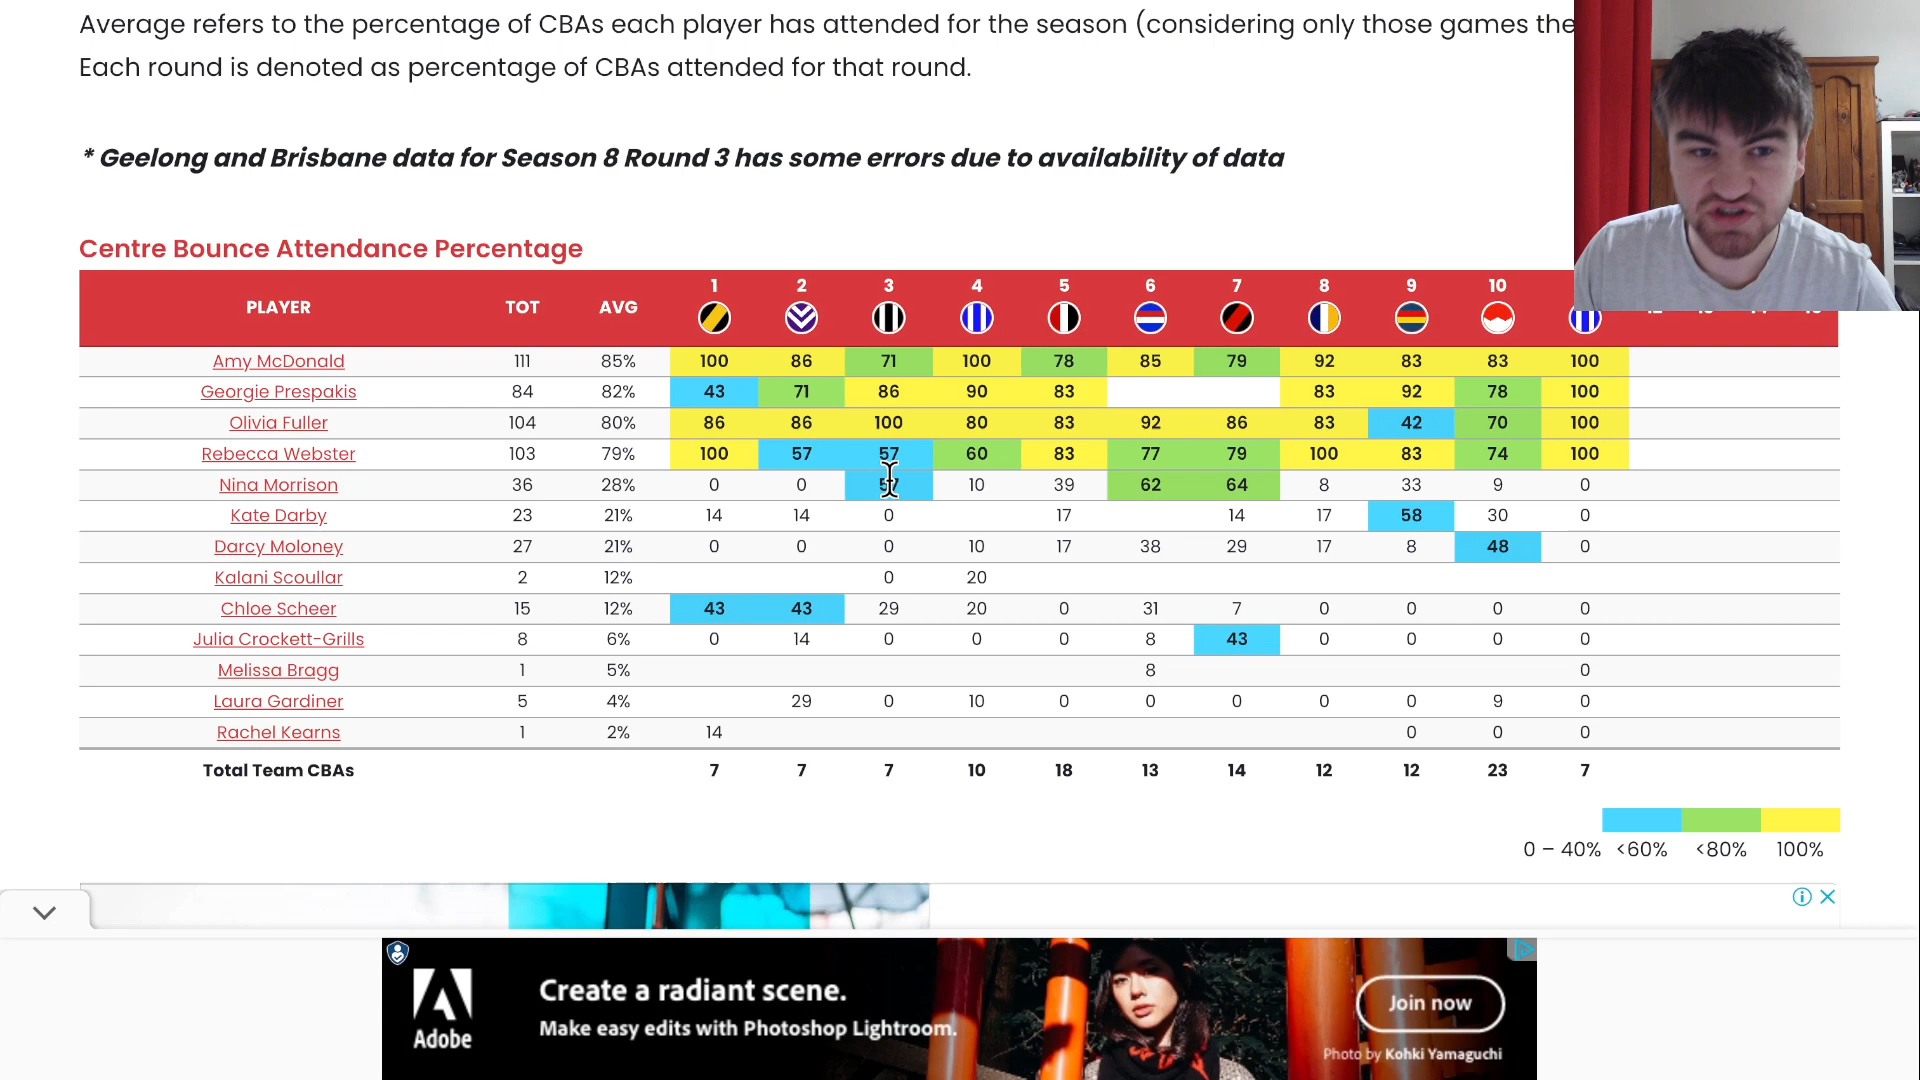 Average refers to the percentage of CBAs each player has attended for the season (considering only those games the
Each round is denoted as percentage of CBAs attended for that round.
* Geelong and Brisbane data for Season 8 Round 3 has some errors due to availability of data
Centre Bounce Attendance Percentage
PLAYER TOT AVG 1 2 3 4 5 6 7 8 9 10
Amy McDonald 111 85% 100 86 71 100 78 85 79 92 83 83 100
Georgie Prespakis 84 82% 43 71 86 90 83 83 92 78 100
Olivia Fuller 104 80% 86 86 100 80 83 92 86 83 42 70 100
Rebecca Webster 103 79% 100 57 57 60 83 77 79 100 83 74 100
Nina Morrison 36 28% 0 0 57 10 39 62 64 8 33 9 0
Kate Darby 23 21% 14 14 0 17 14 17 58 30 0
Darcy Moloney 27 21% 0 0 0 10 17 38 29 17 8 48 0
Kalani Scoullar 2 12% 0 20
Chloe Scheer 15 12% 43 43 29 20 0 31 7 0 0 0 0
Julia Crockett-Grills 8 6% 0 14 0 0 0 8 43 0 0 0 0
Melissa Bragg 1 5% 8 0
Laura Gardiner 5 4% 29 0 10 0 0 0 0 0 9 0
Rachel Kearns 1 2% 14 0 0 0
Total Team CBAs 7 7 7 10 18 13 14 12 12 23 7
0 – 40% <60% <80% 100%
Create a radiant scene.
Make easy edits with Photoshop Lightroom.
Adobe
Join now
Photo by Kohki Yamaguchi